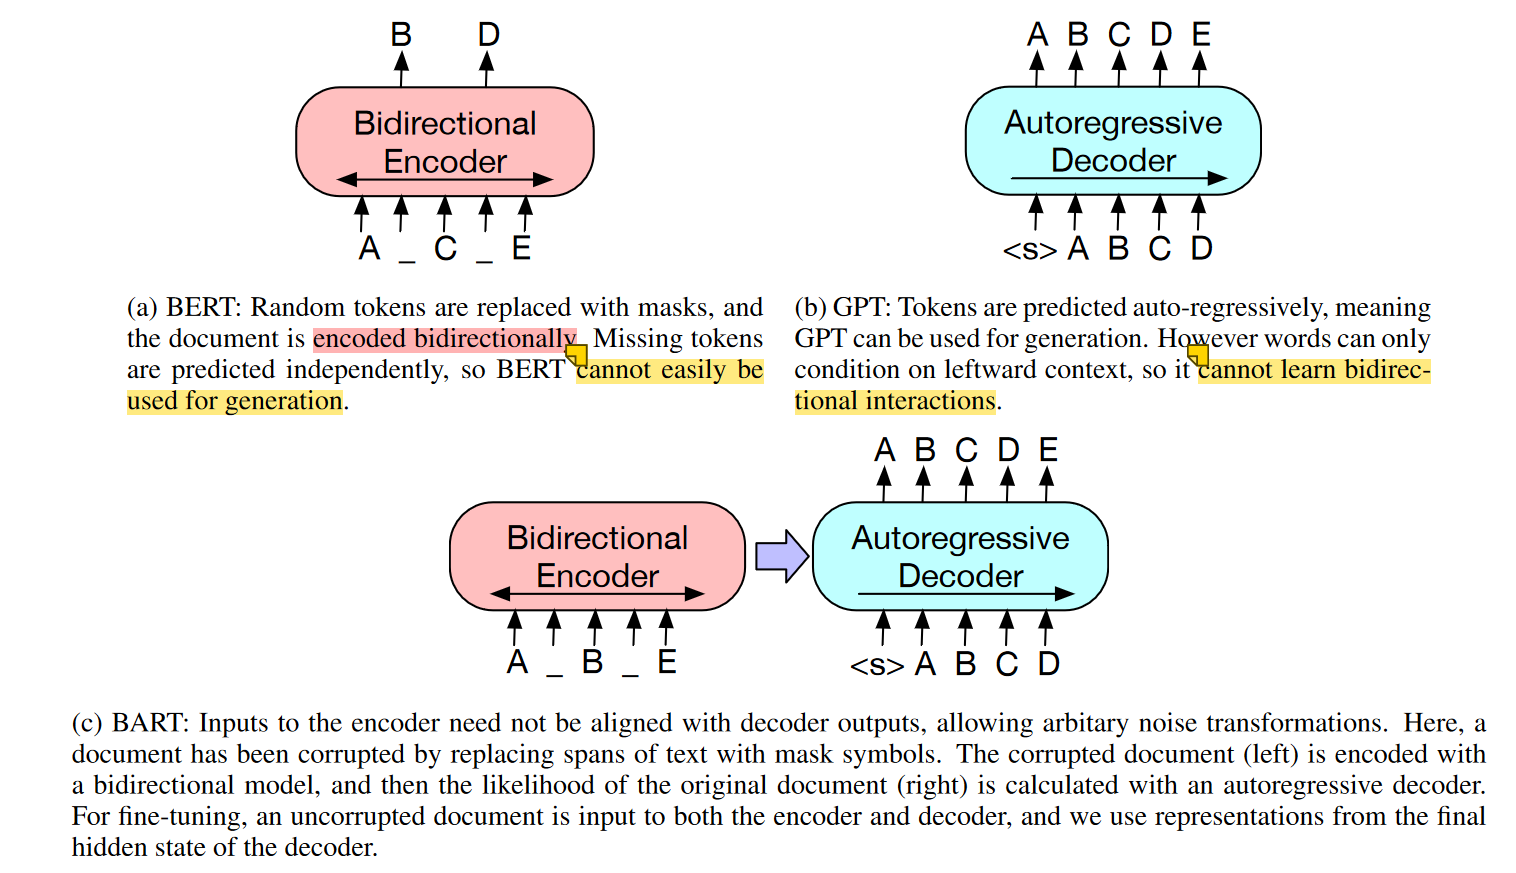 B D
Bidirectional
Encoder
A _ C _ E
(a) BERT: Random tokens are replaced with masks, and
the document is encoded bidirectionally. Missing tokens
are predicted independently, so BERT cannot easily be
used for generation.
A B C D E
Autoregressive
Decoder
<s> A B C D
(b) GPT: Tokens are predicted auto-regressively, meaning
GPT can be used for generation. However words can only
condition on leftward context, so it cannot learn bidirec-
tional interactions.
Bidirectional
Encoder
A _ B _ E
A B C D E
Autoregressive
Decoder
<s> A B C D
(c) BART: Inputs to the encoder need not be aligned with decoder outputs, allowing arbitary noise transformations. Here, a
document has been corrupted by replacing spans of text with mask symbols. The corrupted document (left) is encoded with
a bidirectional model, and then the likelihood of the original document (right) is calculated with an autoregressive decoder.
For fine-tuning, an uncorrupted document is input to both the encoder and decoder, and we use representations from the final
hidden state of the decoder.